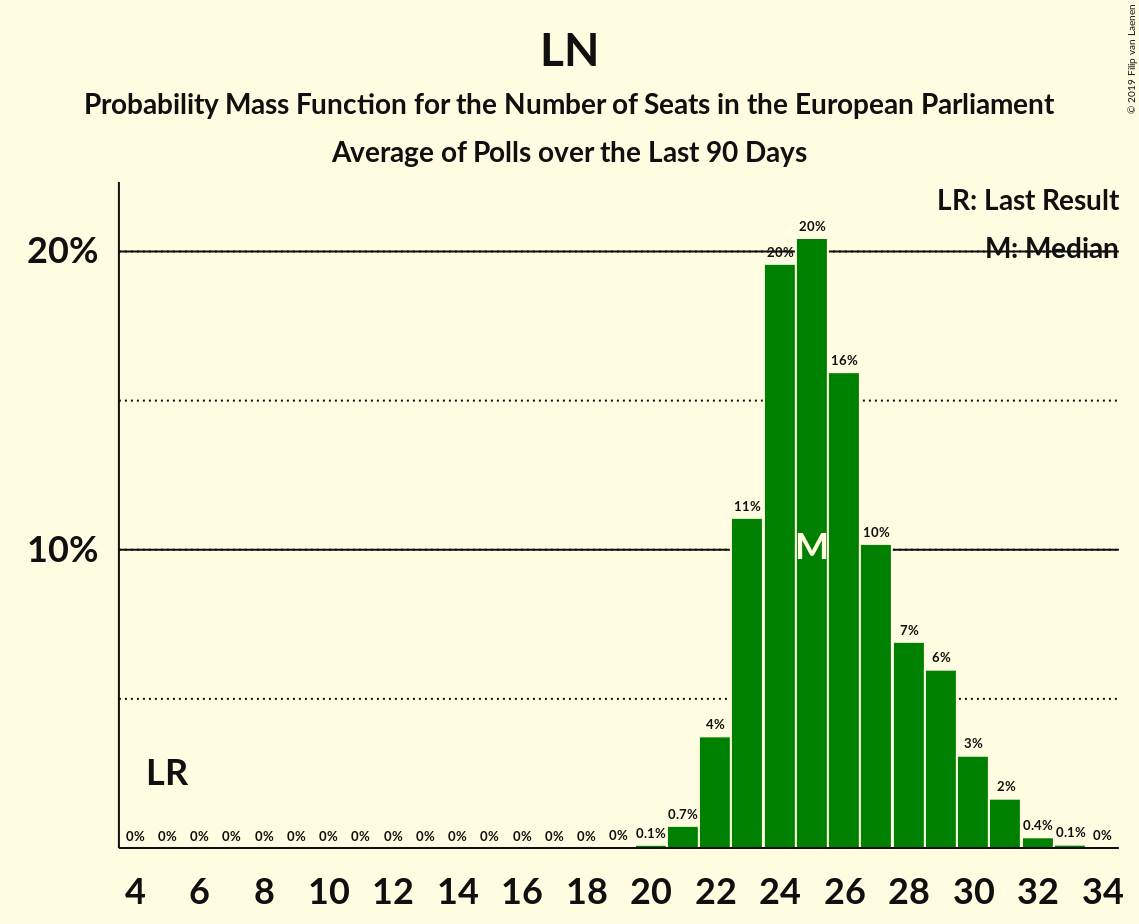 LN
Probability Mass Function for the Number of Seats in the European Parliament
Average of Polls over the Last 90 Days
© 2019 Filip van Laenen
LR: Last Result
M: Median
20%
10%
20%
20%
16%
11%
10%
7%
6%
4%
3%
2%
M
LR
0% 0% 0% 0% 0% 0% 0% 0% 0% 0% 0% 0% 0% 0% 0% 0% 0.1% 0.7% 0.4% 0.1% 0%
4 6 8 10 12 14 16 18 20 22 24 26 28 30 32 34